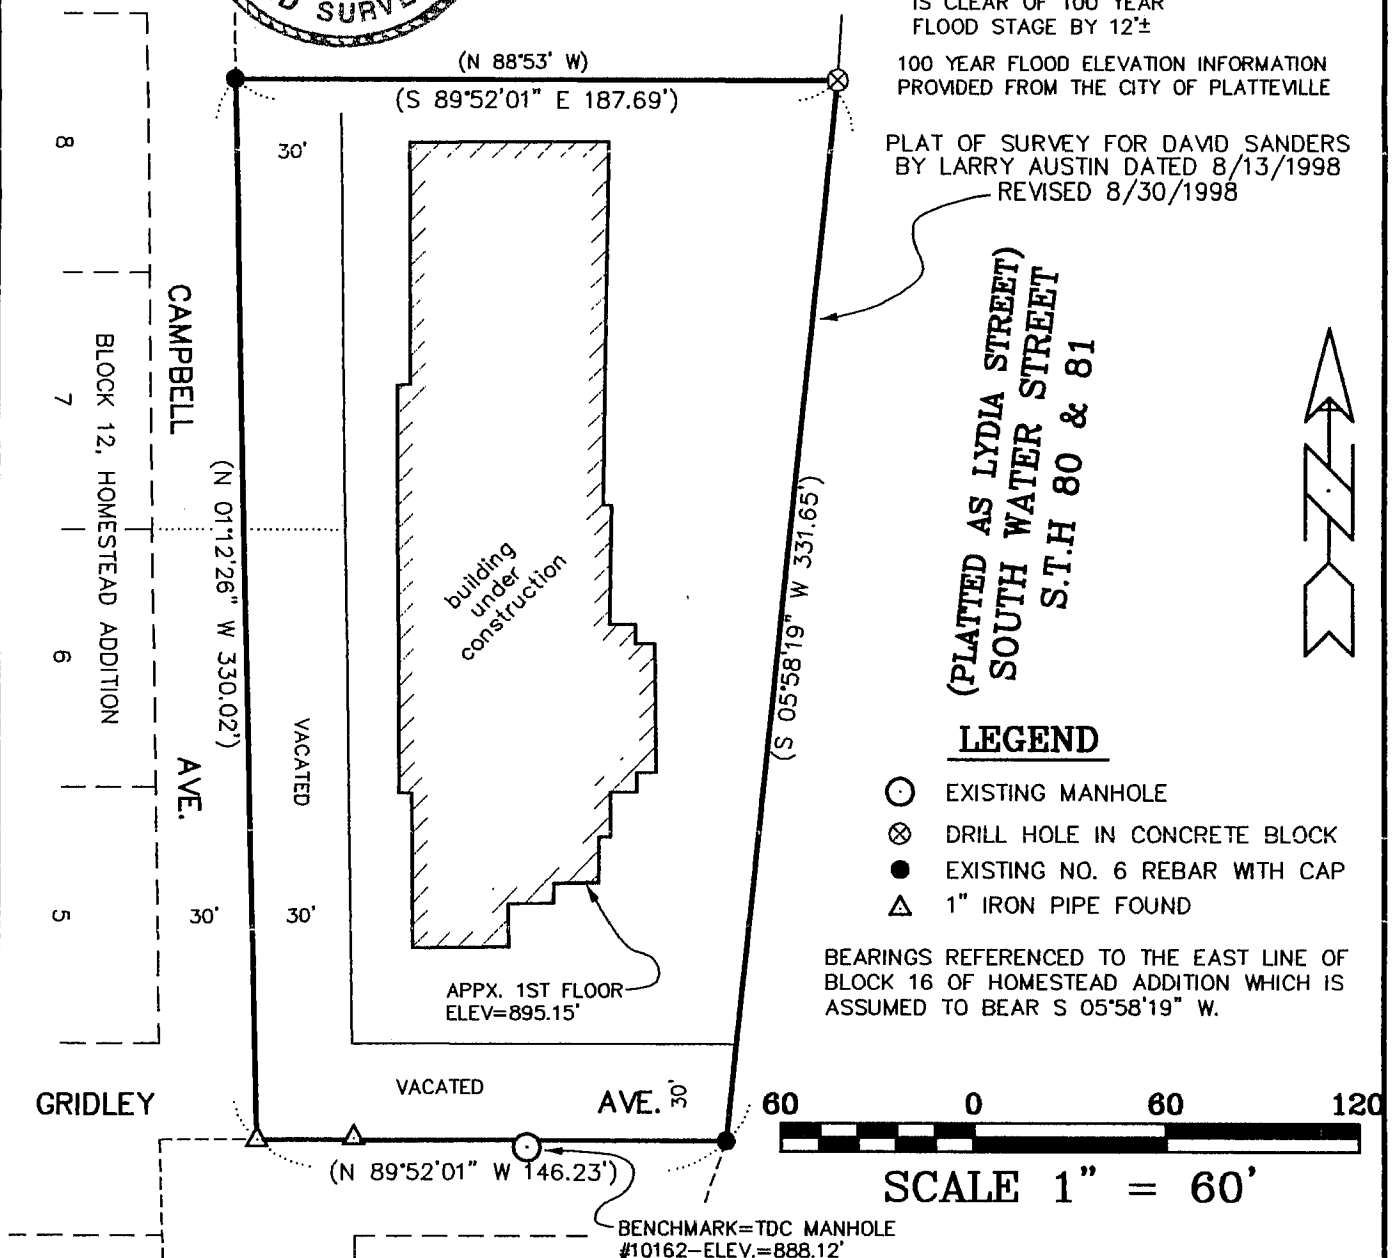 D SURVE
IS CLEAR OF 100 YEAR
FLOOD STAGE BY 12'±
100 YEAR FLOOD ELEVATION INFORMATION
PROVIDED FROM THE CITY OF PLATTEVILLE
PLAT OF SURVEY FOR DAVID SANDERS
BY LARRY AUSTIN DATED 8/13/1998
REVISED 8/30/1998
(N 88°53' W)
(S 89°52'01" E 187.69')
8
7
6
5
BLOCK 12, HOMESTEAD ADDITION
CAMPBELL
AVE.
30'
(N 01°12'26" W 330.02')
VACATED
30'
30'
building
under
construction
(S 05°58'19" W 331.65')
(PLATTED AS LYDIA STREET)
SOUTH WATER STREET
S.T.H 80 & 81
N
LEGEND
EXISTING MANHOLE
DRILL HOLE IN CONCRETE BLOCK
EXISTING NO. 6 REBAR WITH CAP
1" IRON PIPE FOUND
BEARINGS REFERENCED TO THE EAST LINE OF
BLOCK 16 OF HOMESTEAD ADDITION WHICH IS
ASSUMED TO BEAR S 05°58'19" W.
APPX. 1ST FLOOR
ELEV=895.15'
GRIDLEY
VACATED
AVE.
30'
(N 89°52'01" W 146.23')
60 0 60 120
SCALE 1" = 60'
BENCHMARK=TDC MANHOLE
#10162-ELEV.=888.12'